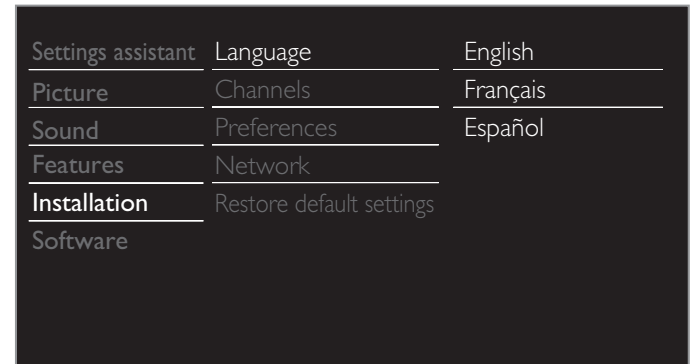 Settings assistant Language English
Picture Channels Français
Sound Preferences Español
Features Network
Installation Restore default settings
Software